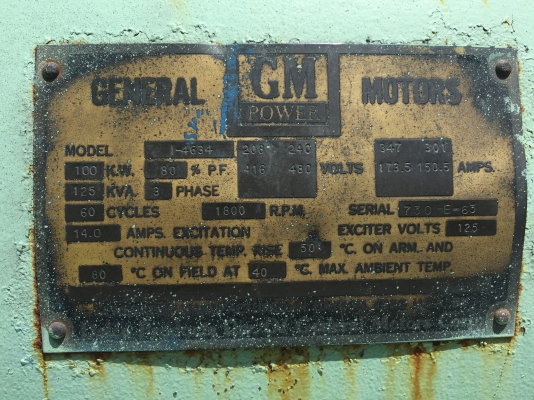 GENERAL GM MOTORS
POWER
MODEL 1-4634 208 240 347 301
100 K.W. 80 % P.F. 416 480 VOLTS 173.5 150.5 AMPS.
125 KVA. 3 PHASE
60 CYCLES 1800 R.P.M. SERIAL 730 E-63
14.0 AMPS. EXCITATION EXCITER VOLTS 125
CONTINUOUS TEMP. RISE 50 °C. ON ARM. AND
80 °C ON FIELD AT 40 °C. MAX. AMBIENT TEMP.